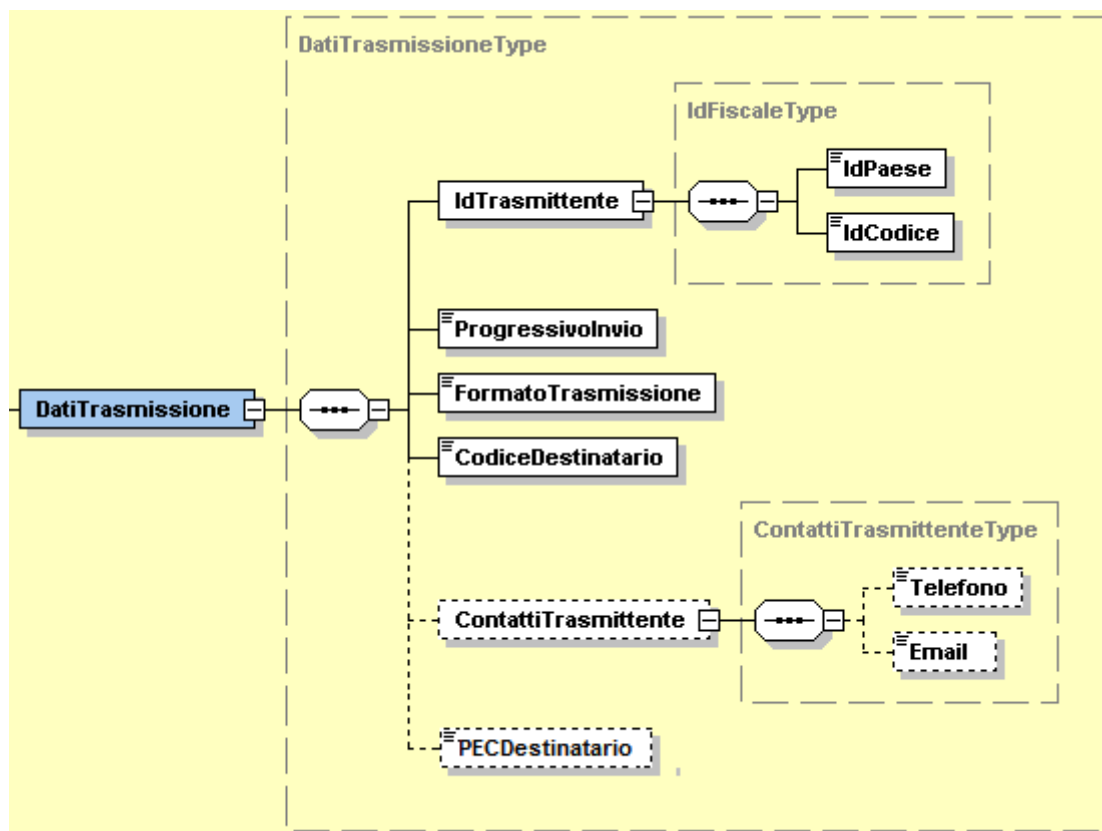 DatiTrasmissioneType
IdFiscaleType
IdPaese
IdTrasmittente
IdCodice
ProgressivoInvio
FormatoTrasmissione
DatiTrasmissione
CodiceDestinatario
ContattiTrasmittenteType
Telefono
ContattiTrasmittente
Email
PECDestinatario